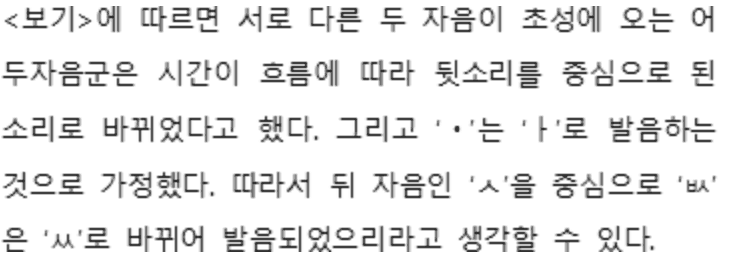 <보기>에 따르면 서로 다른 두 자음이 초성에 오는 어
두자음군은 시간이 흐름에 따라 뒷소리를 중심으로 된
소리로 바뀌었다고 했다. 그리고 ‘ㆍ’는 ‘ㅏ’로 발음하는
것으로 가정했다. 따라서 뒤 자음인 ‘ㅅ’을 중심으로 ‘ㅄ’
은 ‘ㅆ’로 바뀌어 발음되었으리라고 생각할 수 있다.